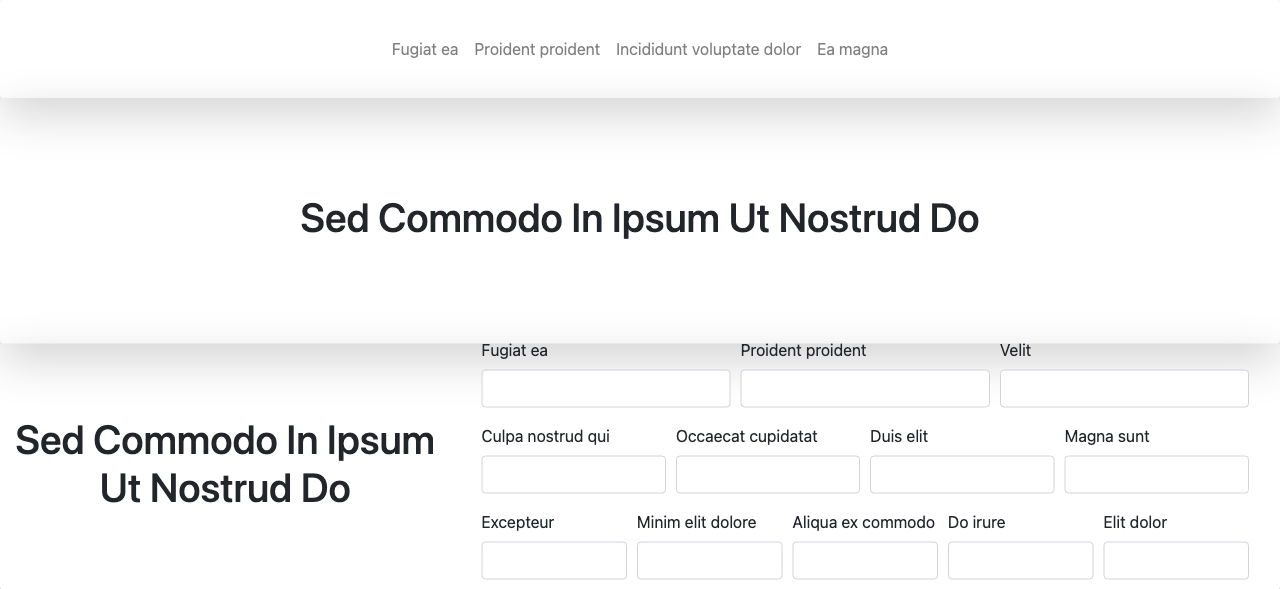 Fugiat ea Proident proident Incididunt voluptate dolor Ea magna
Sed Commodo In Ipsum Ut Nostrud Do
Sed Commodo In Ipsum
Ut Nostrud Do
Fugiat ea Proident proident Velit
Culpa nostrud qui Occaecat cupidatat Duis elit Magna sunt
Excepteur Minim elit dolore Aliqua ex commodo Do irure Elit dolor